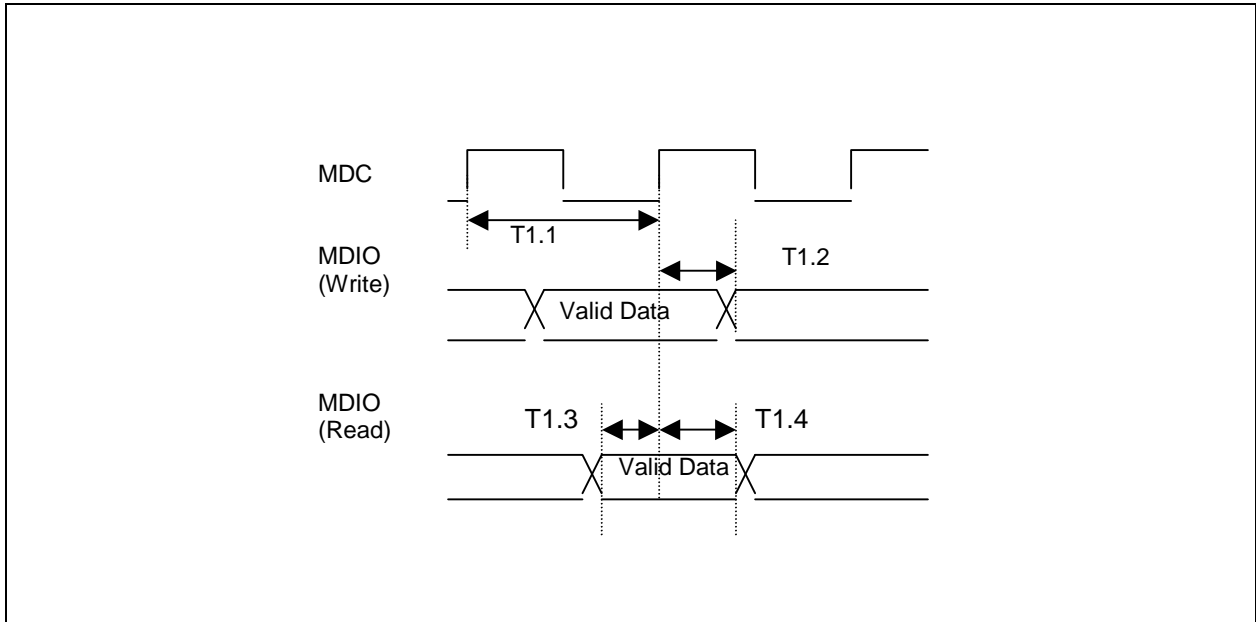 MDC
T1.1
MDIO
(Write)
T1.2
Valid Data
MDIO
(Read)
T1.3
T1.4
Valid Data